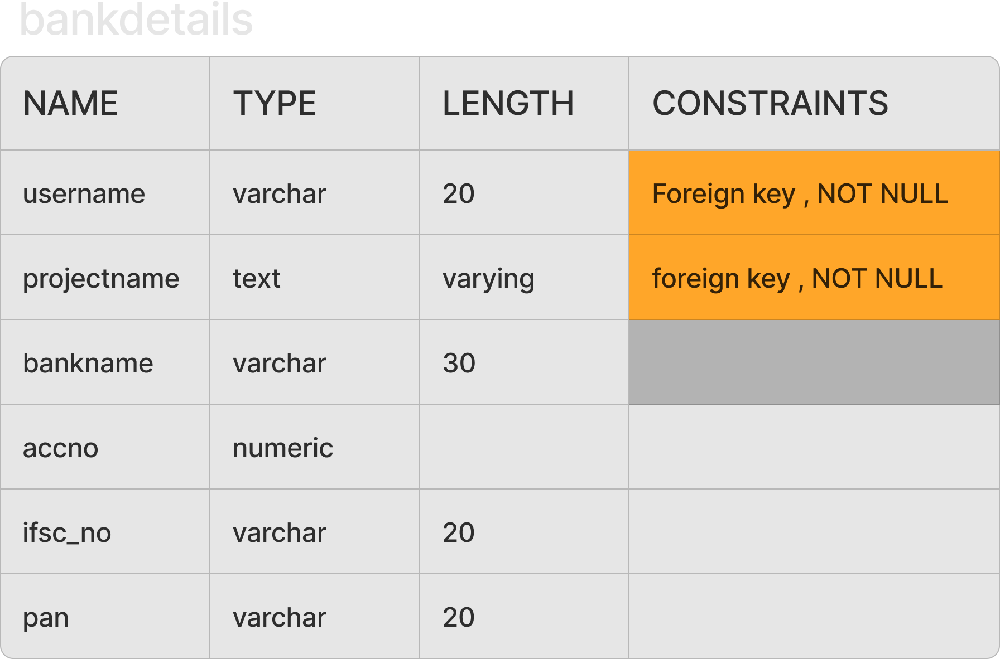 bankdetails
NAME TYPE LENGTH CONSTRAINTS
username varchar 20 Foreign key , NOT NULL
projectname text varying foreign key , NOT NULL
bankname varchar 30
accno numeric
ifsc_no varchar 20
pan varchar 20